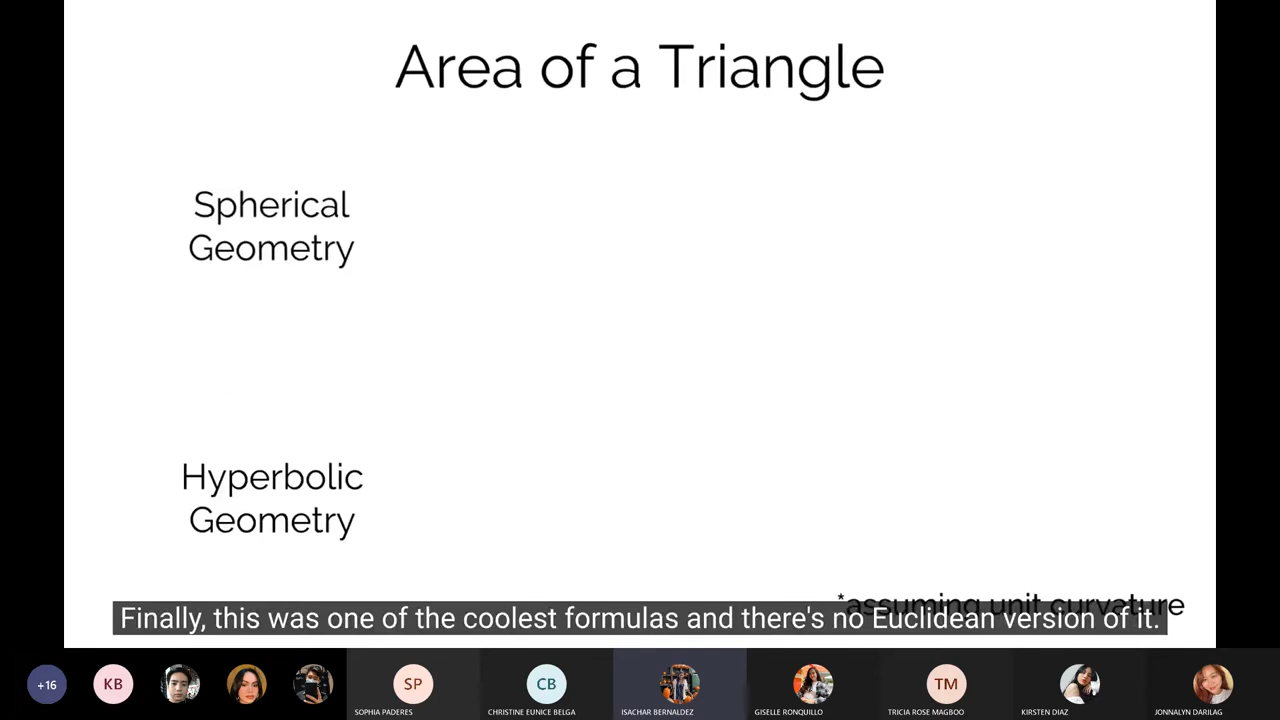 Area of a Triangle
Spherical
Geometry
Hyperbolic
Geometry
*assuming unit curvature
Finally, this was one of the coolest formulas and there's no Euclidean version of it.
+16
KB
SP
SOPHIA PADERES
CB
CHRISTINE EUNICE BELGA
ISACHAR BERNALDEZ
GISELLE RONQUILLO
TM
TRICIA ROSE MAGBOO
KIRSTEN DIAZ
JONNALYN DARILAG